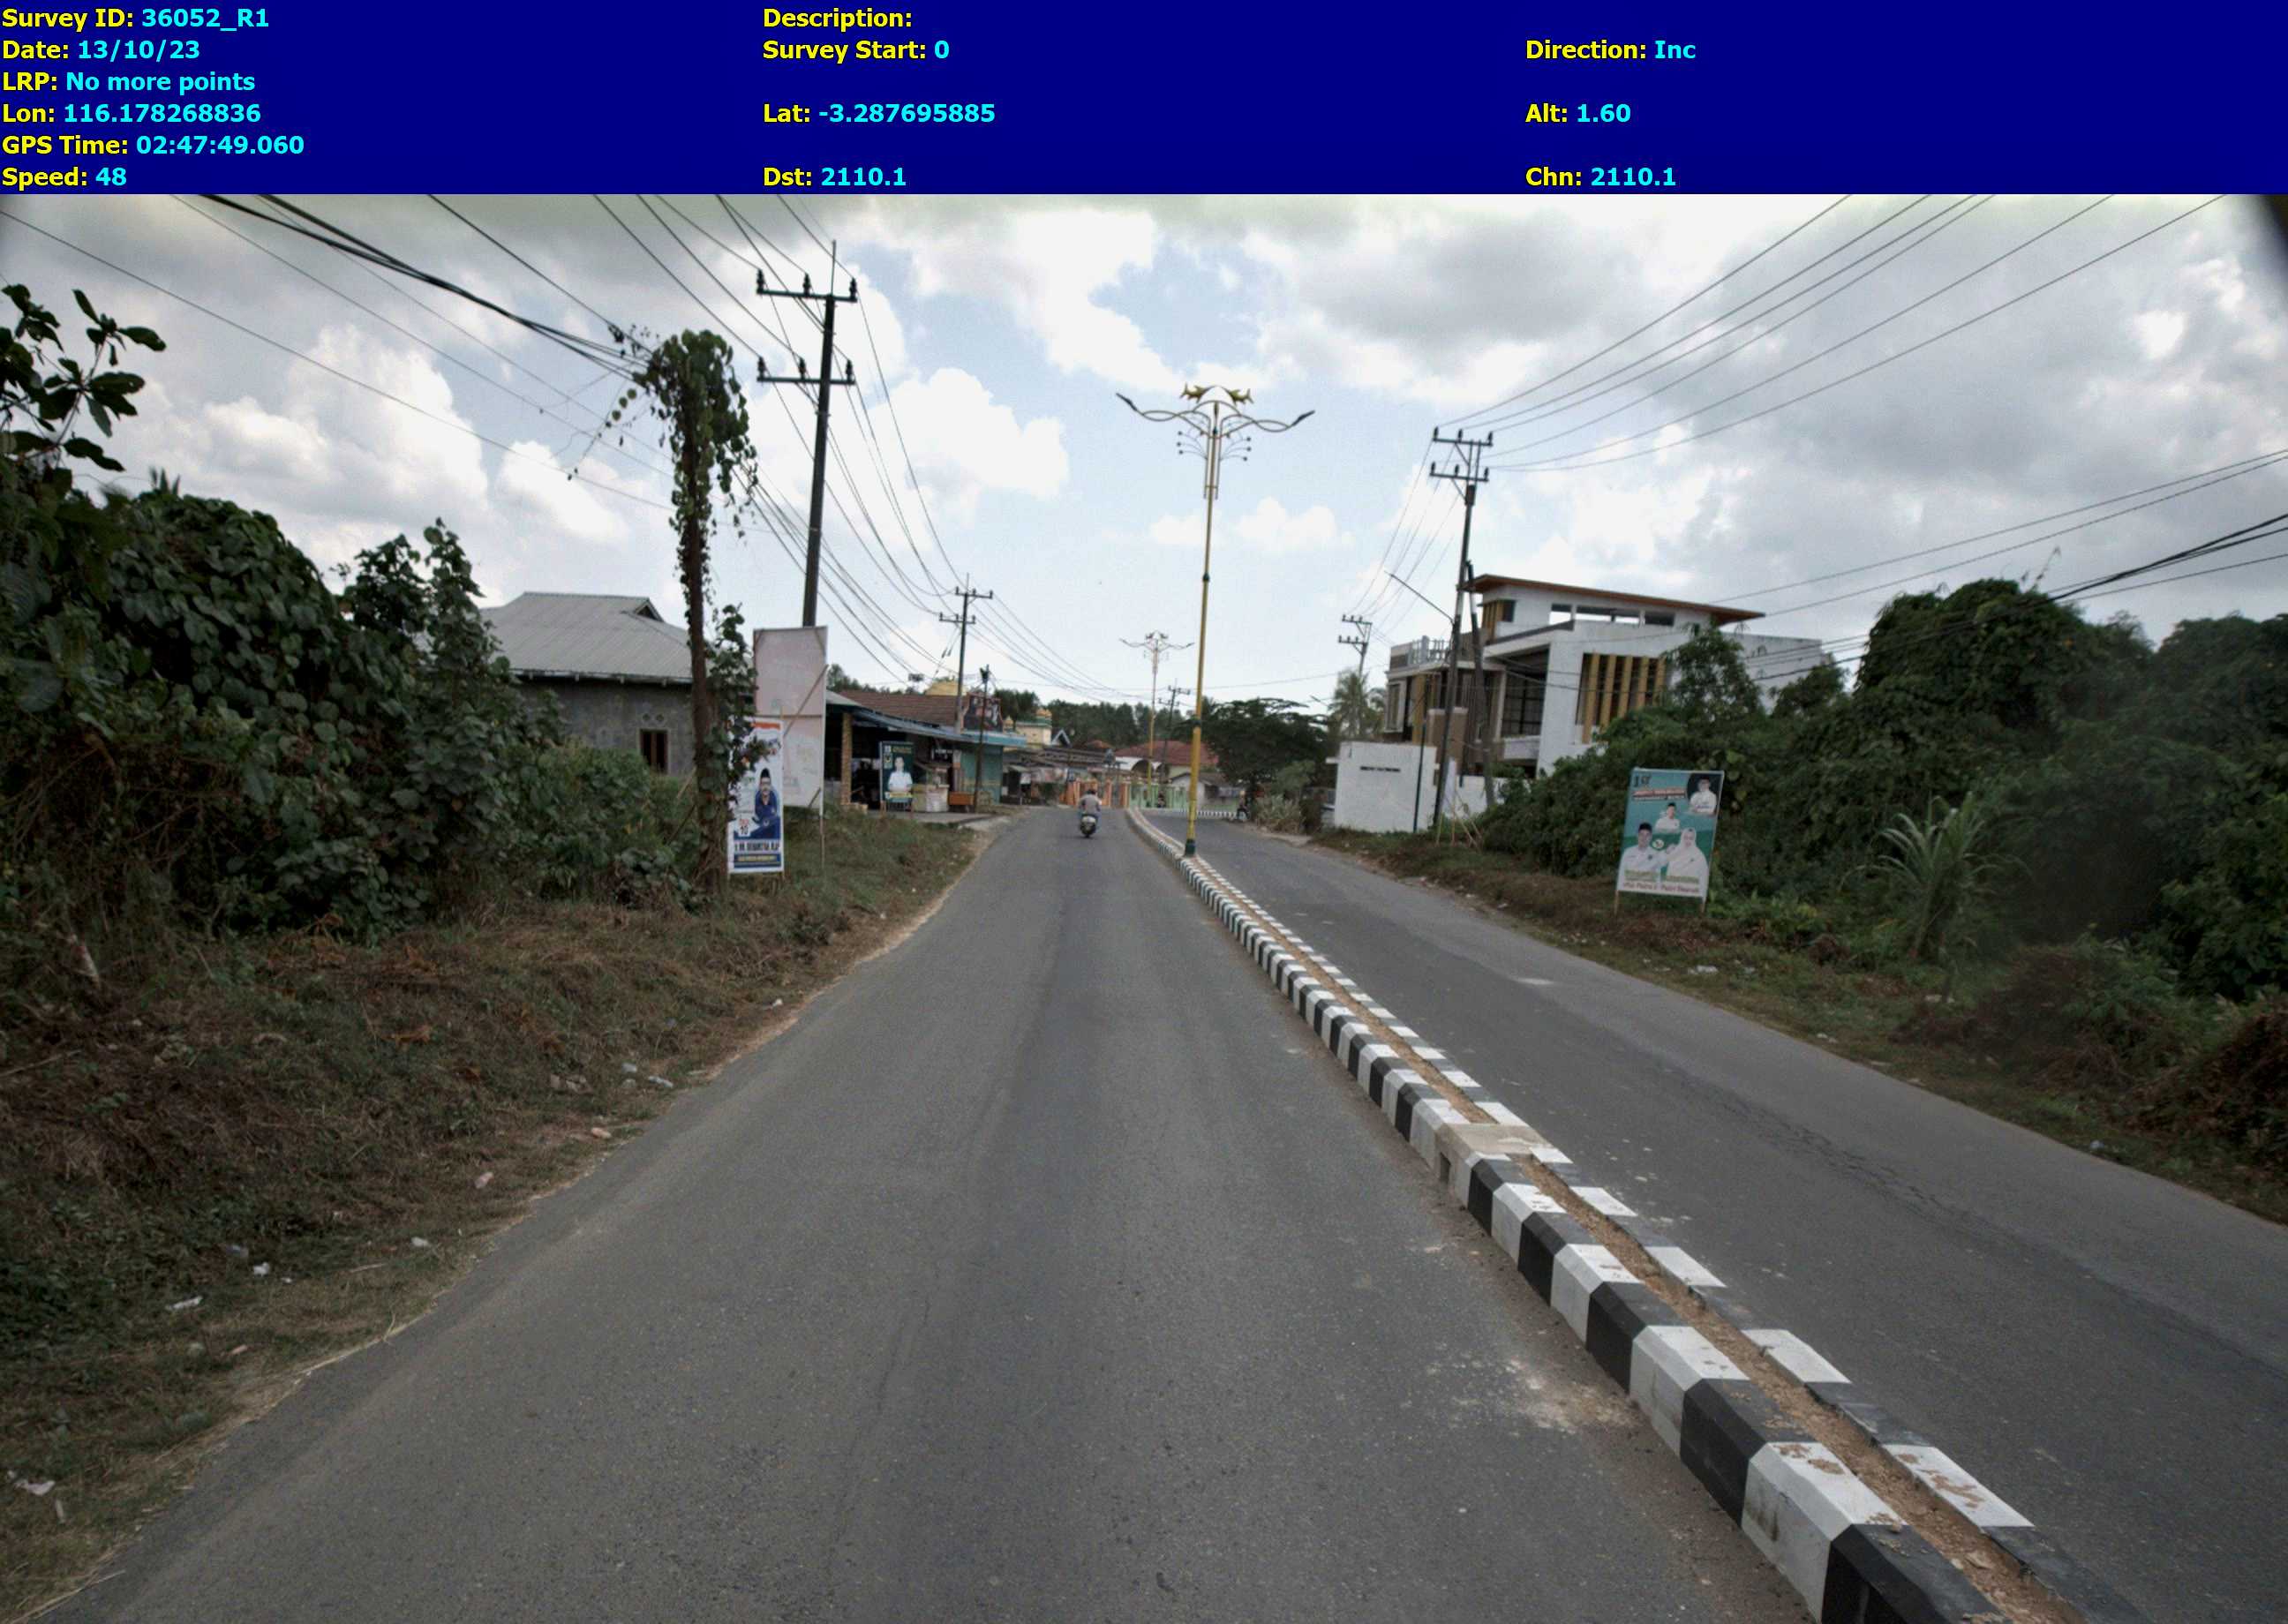 Survey ID: 36052_R1
Description:
Date: 13/10/23
Survey Start: 0
Direction: Inc
LRP: No more points
Lon: 116.178268836
Lat: -3.287695885
Alt: 1.60
GPS Time: 02:47:49.060
Speed: 48
Dst: 2110.1
Chn: 2110.1